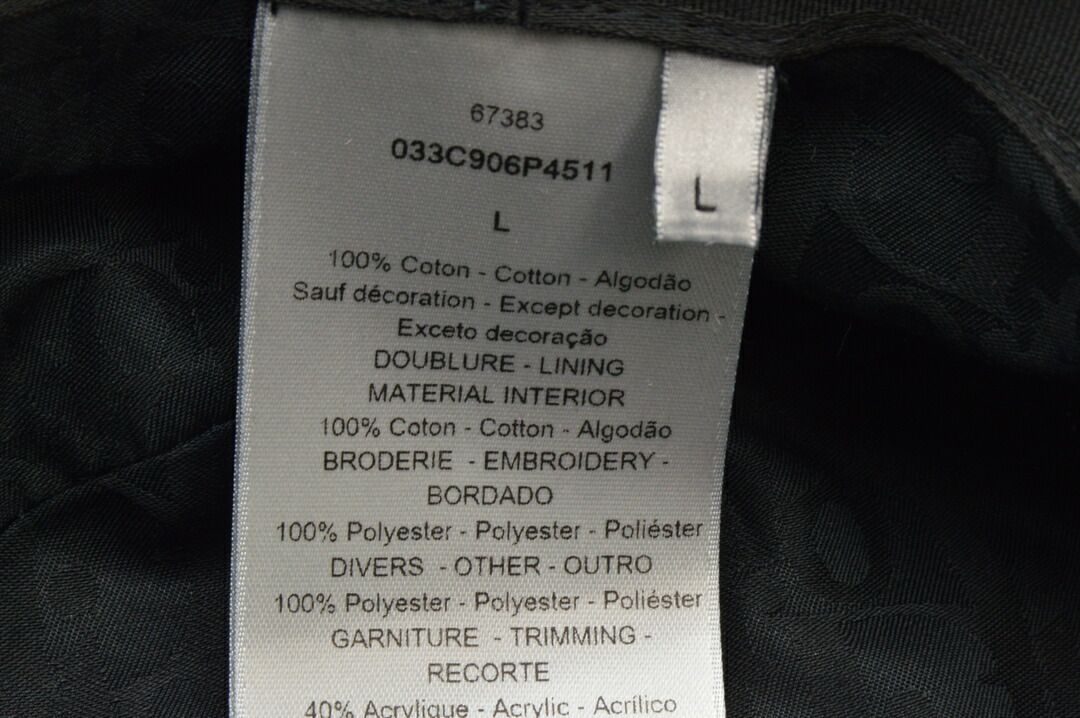 67383
033C906P4511
L
L
100% Coton - Cotton - Algodão
Sauf décoration - Except decoration -
Exceto decoração
DOUBLURE - LINING
MATERIAL INTERIOR
100% Coton - Cotton - Algodão
BRODERIE - EMBROIDERY -
BORDADO
100% Polyester - Polyester - Poliéster
DIVERS - OTHER - OUTRO
100% Polyester - Polyester - Poliéster
GARNITURE - TRIMMING -
RECORTE
40% Acrylique - Acrylic - Acrílico